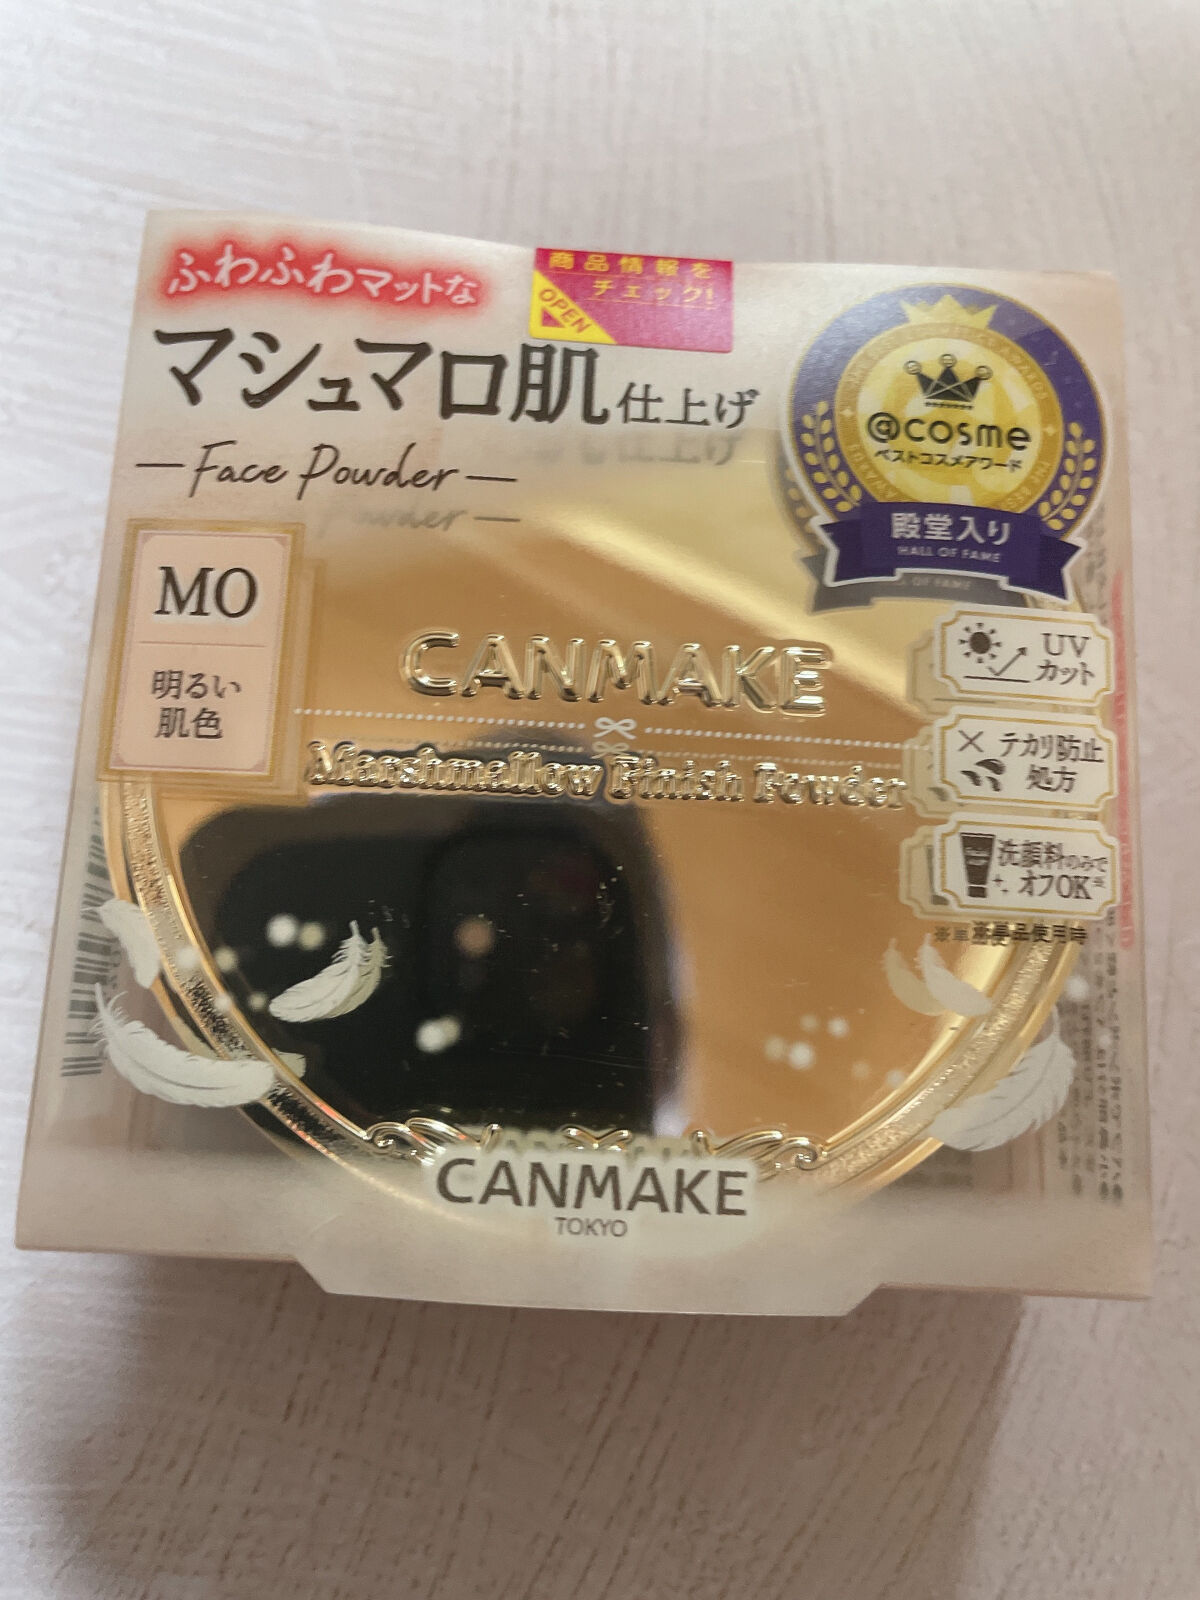 ふわふわマットな
マシュマロ肌仕上げ
Face Powder
商品情報を
チェック!
OPEN
@cosme
ベストコスメアワード
殿堂入り
HALL OF FAME
MO
明るい
肌色
CANMAKE
Marshmallow Finish Powder
UV
カット
テカリ防止
処方
洗顔料のみで
オフOK※
CANMAKE
TOKYO